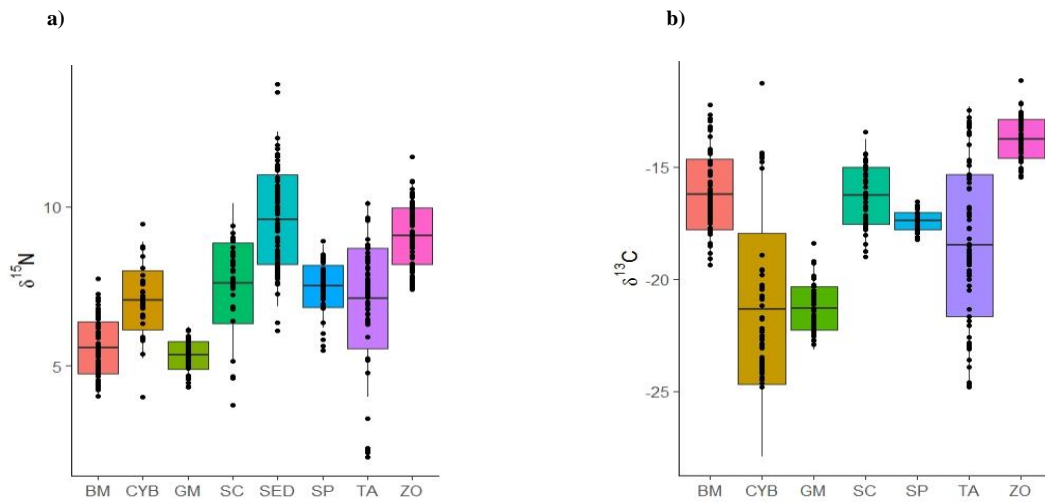 a)
δ15N
10
5
BM CYB GM SC SED SP TA ZO
b)
δ13C
-15
-20
-25
BM CYB GM SC SP TA ZO